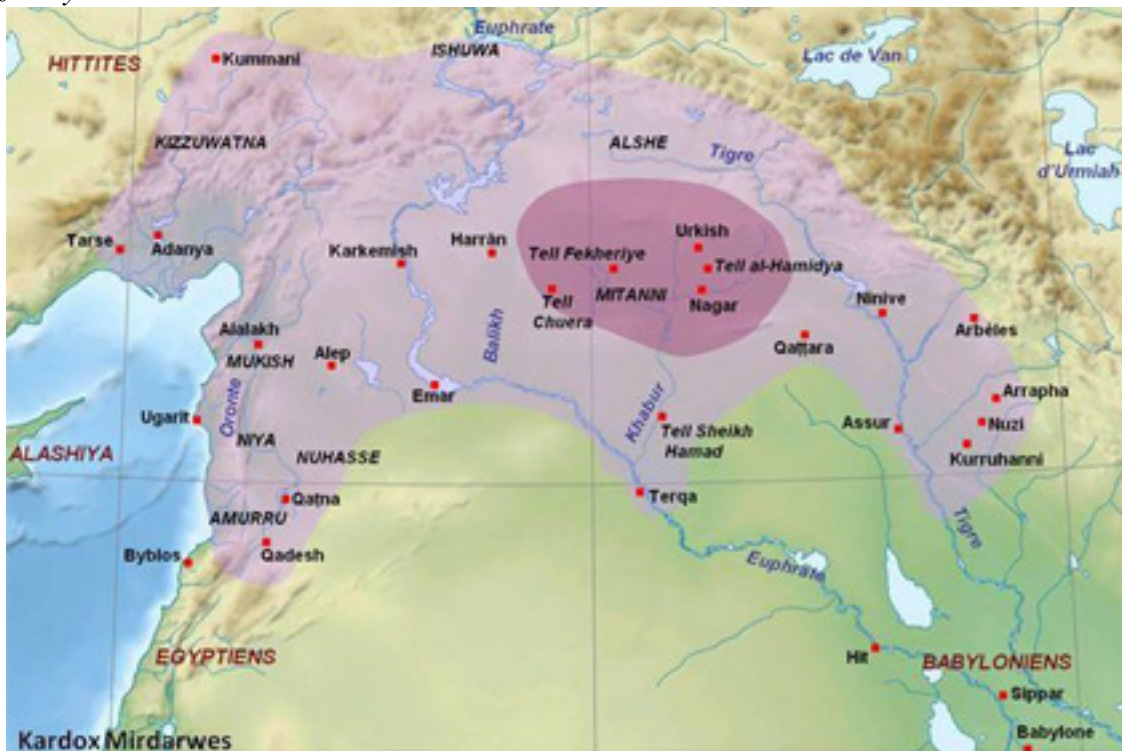 Euphrate
HITTITES
Kummani
ISHUWA
Lac de Van
KIZZUWATNA
ALSHE
Tigre
Lac
d'Urmiah
Tarse
Adanya
Karkemish
Harrân
Urkish
Tell Fekheriye
Tell al-Hamidya
MITANNI
Nagar
Tell
Chuera
Ninive
Arbéles
Alalakh
MUKISH
Alep
Balikh
Qaṭṭara
Emar
Ugarit
Oronte
Khabur
Arrapha
Nuzi
Assur
Kurruhanni
Tell Sheikh
Hamad
NIYA
NUHASSE
ALASHIYA
Qaṭna
Terqa
AMURRU
Qadesh
Byblos
Tigre
Euphrate
EGYPTIENS
Hit
BABYLONIENS
Sippar
Babylone
Kardox Mirdarwes